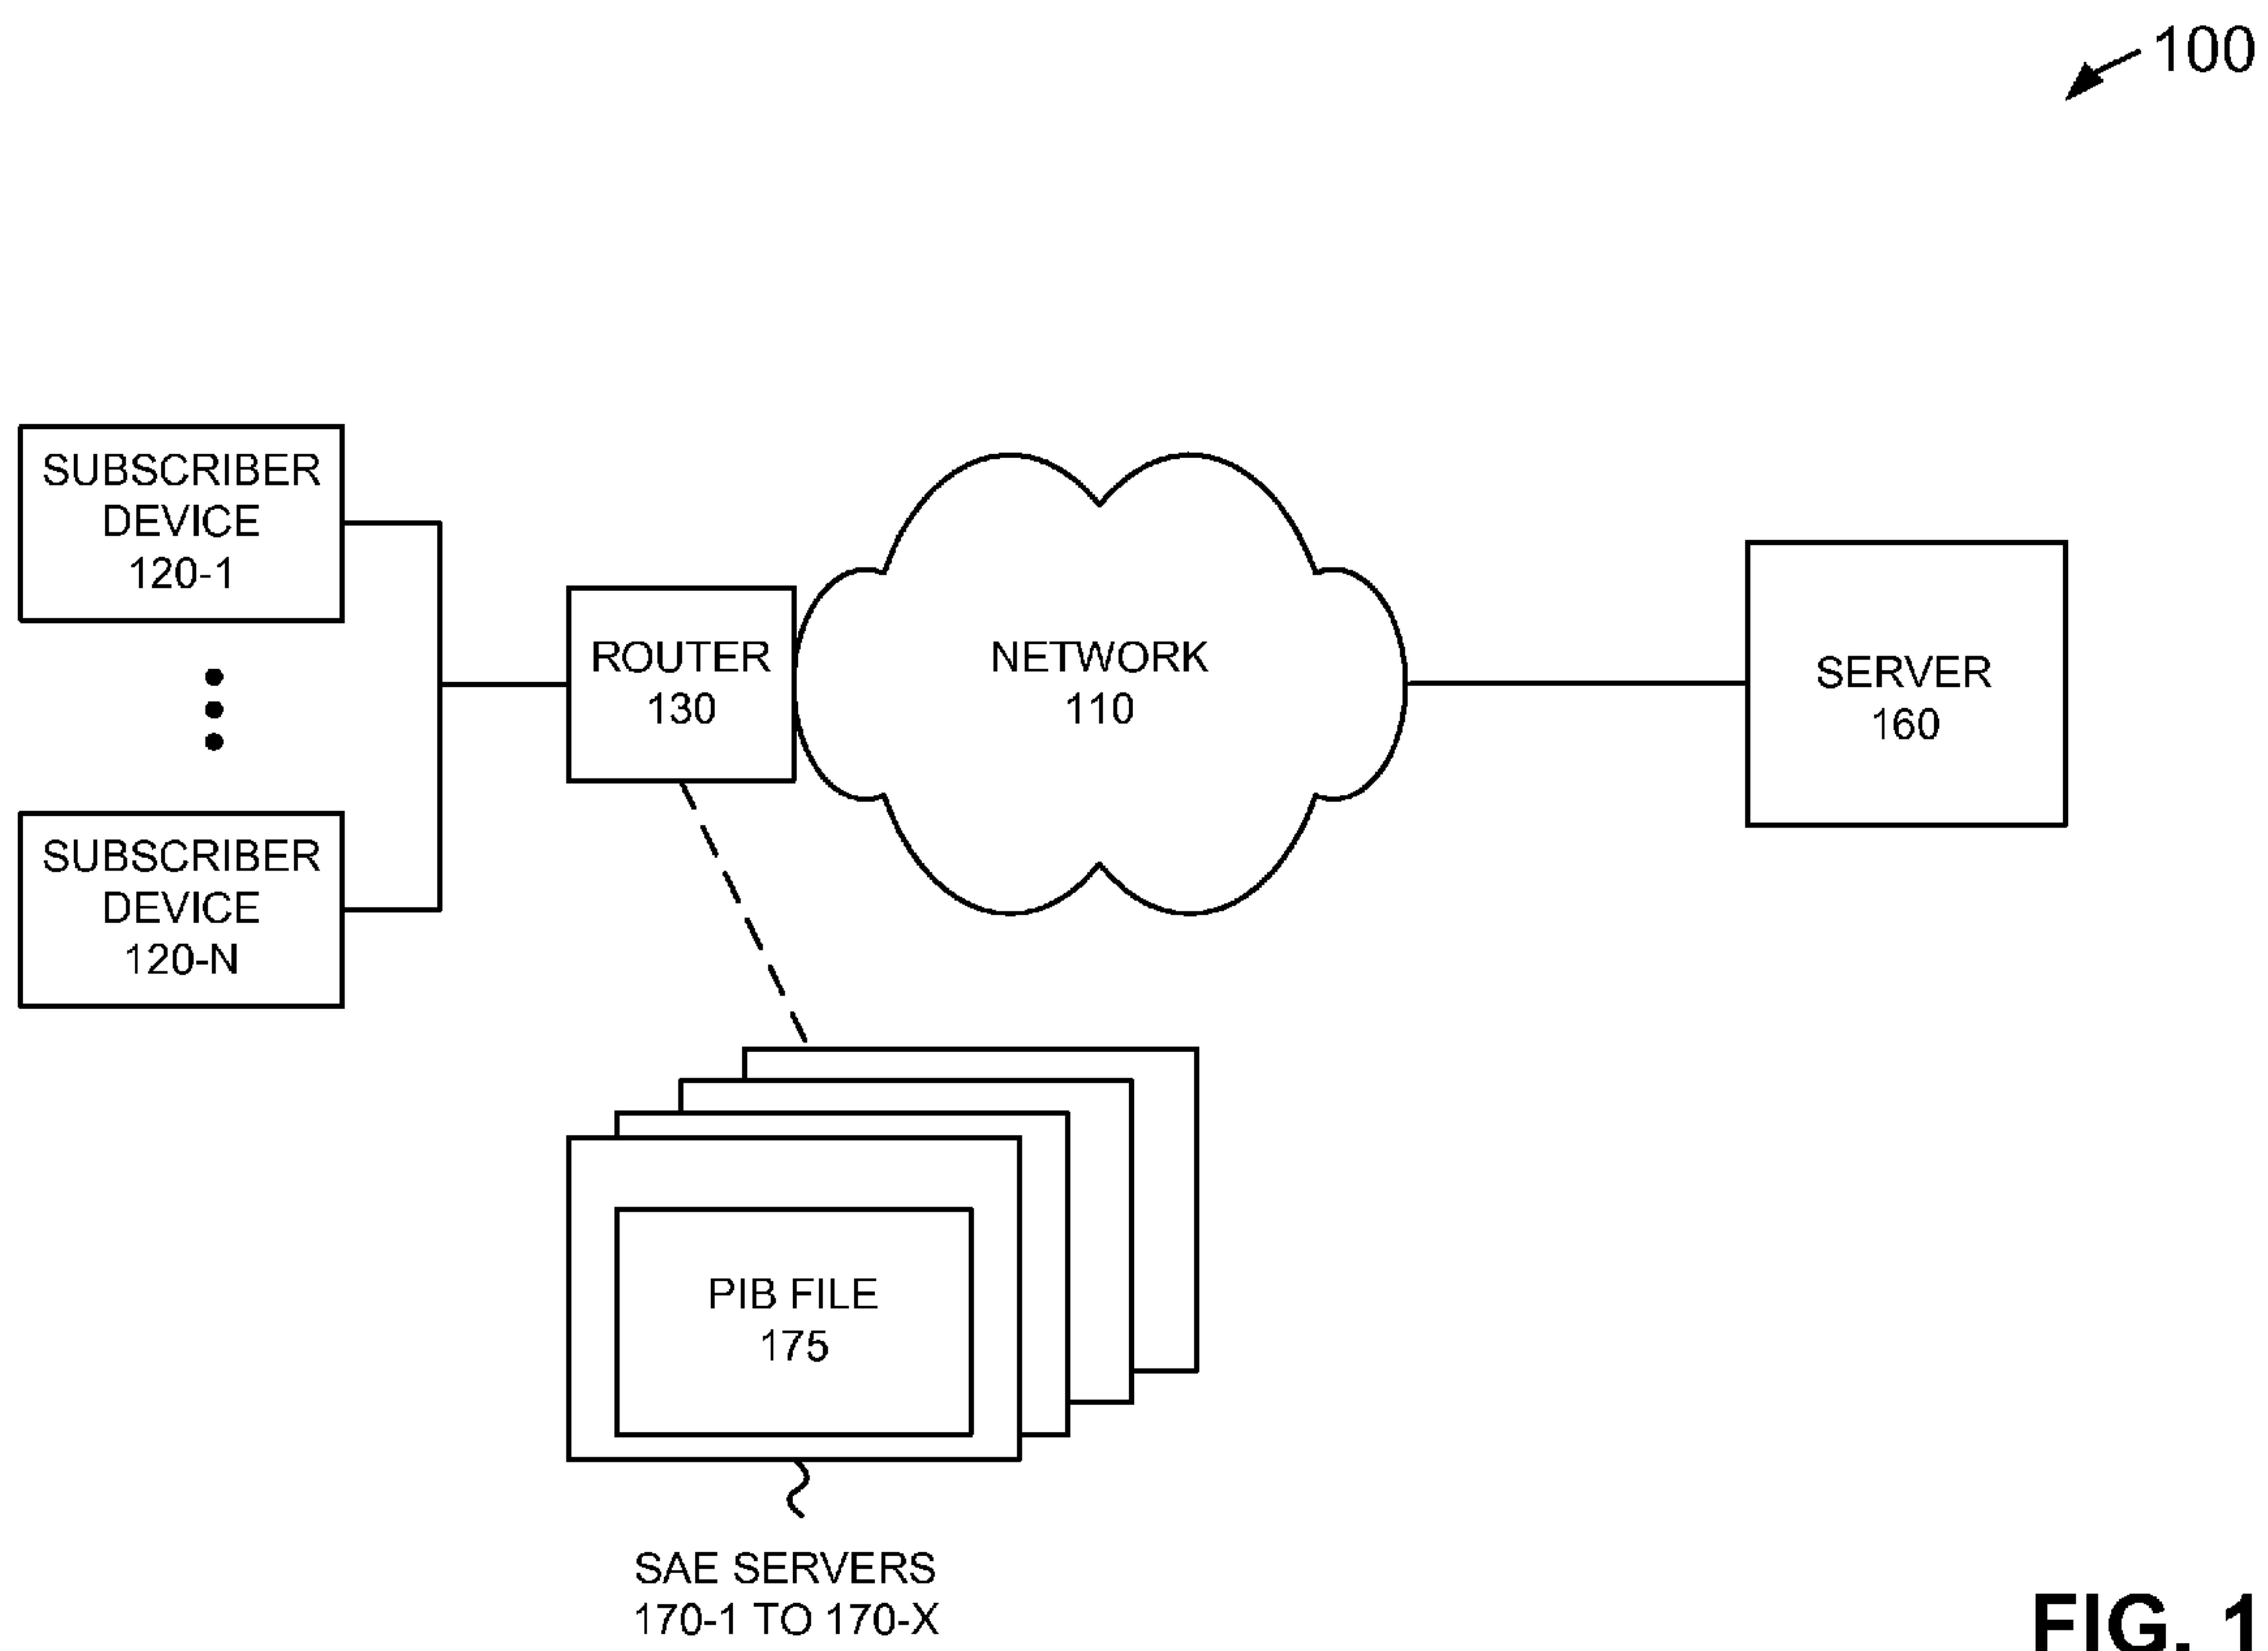 100
SUBSCRIBER
DEVICE
120-1
SUBSCRIBER
DEVICE
120-N
ROUTER
130
NETWORK
110
SERVER
160
PIB FILE
175
SAE SERVERS
170-1 TO 170-X
FIG. 1